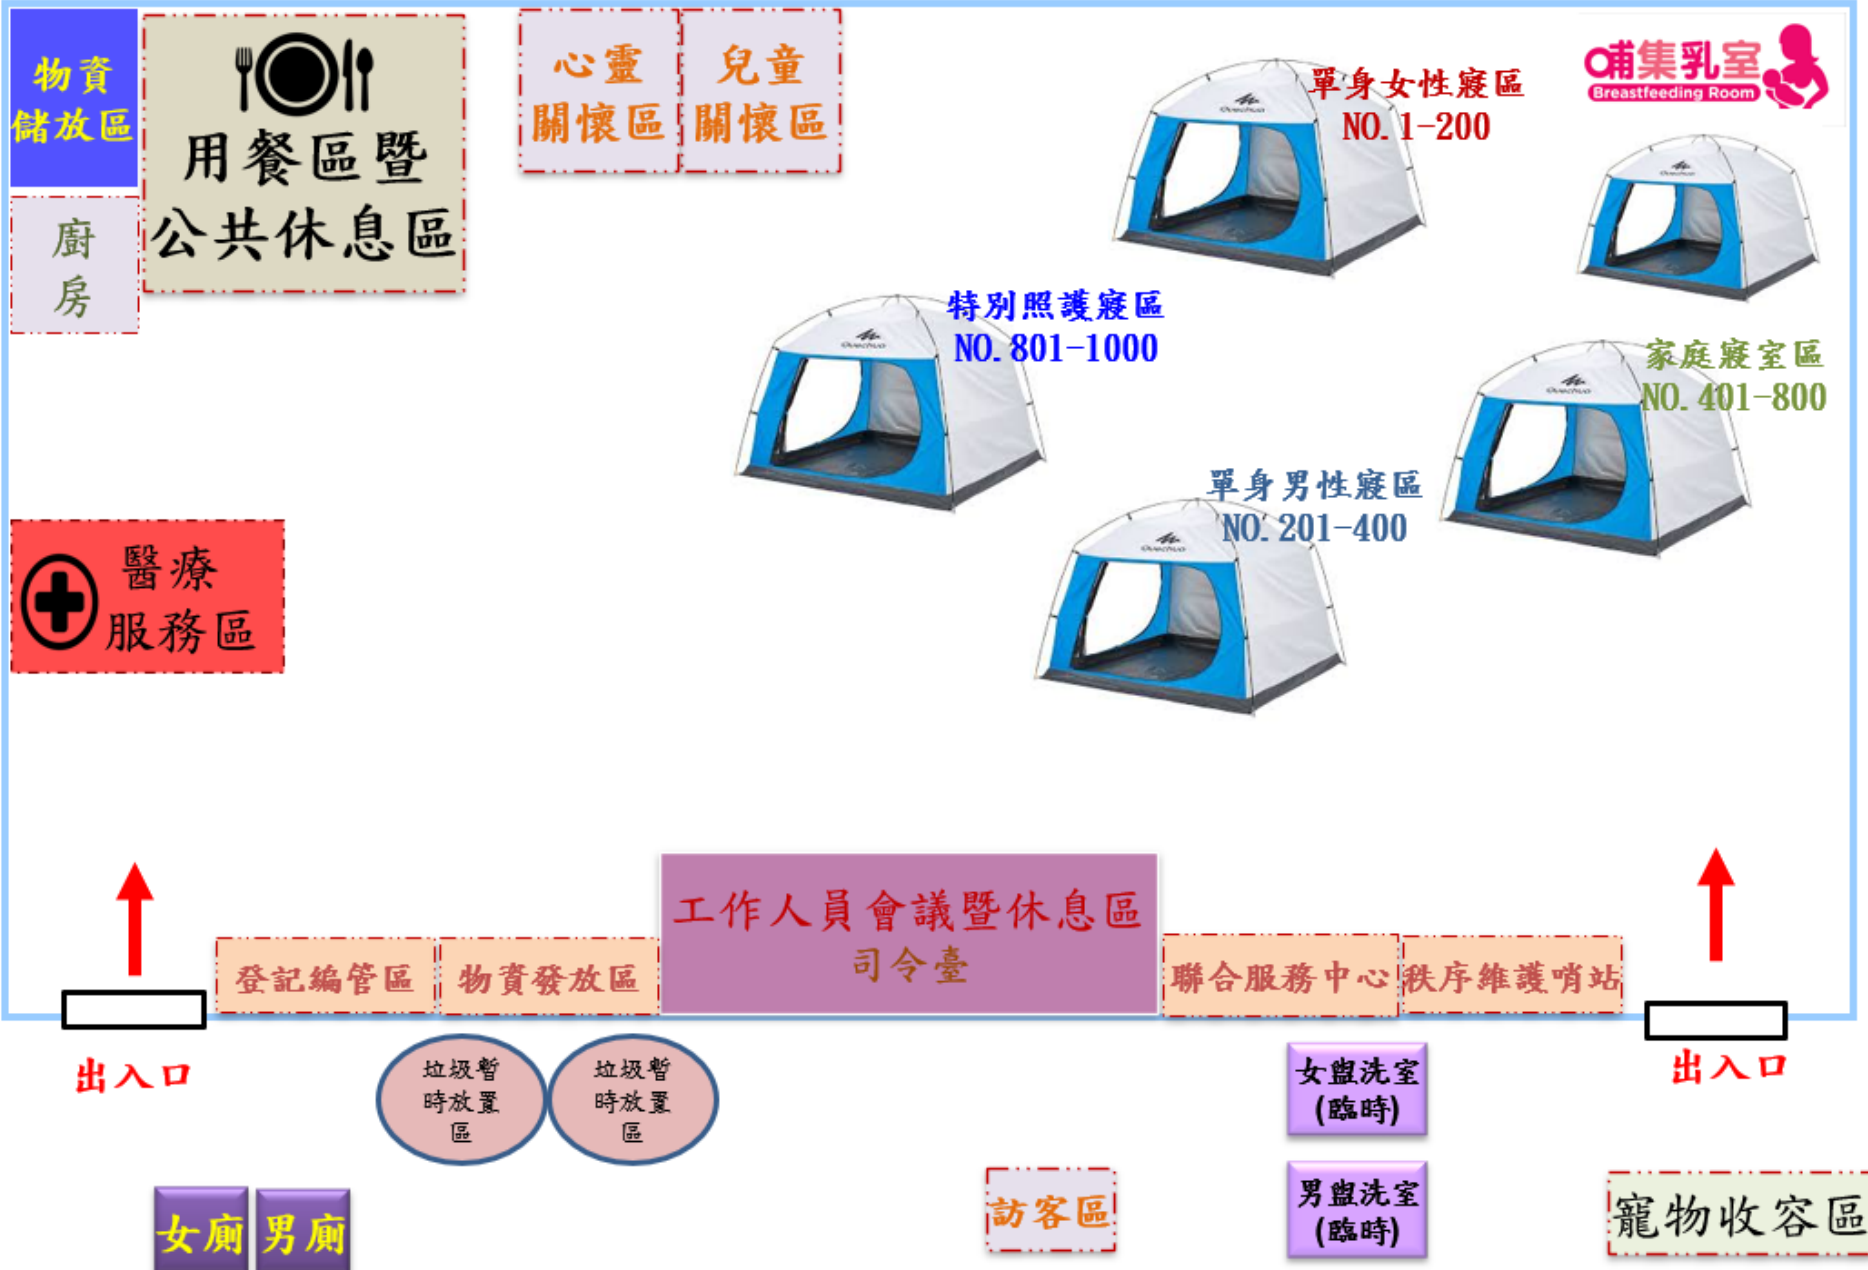 物資
儲放區
用餐區暨
公共休息區
廚
房
心靈
關懷區
兒童
關懷區
單身女性寢區
NO. 1-200
哺集乳室
Breastfeeding Room
Quechua
Quechua
特別照護寢區
NO. 801-1000
Quechua
家庭寢室區
NO. 401-800
Quechua
單身男性寢區
NO. 201-400
Quechua
醫療
服務區
工作人員會議暨休息區
司令臺
登記編管區
物資發放區
聯合服務中心
秩序維護哨站
出入口
出入口
垃圾暫
時放置
區
垃圾暫
時放置
區
女盥洗室
(臨時)
男盥洗室
(臨時)
訪客區
寵物收容區
女廁
男廁